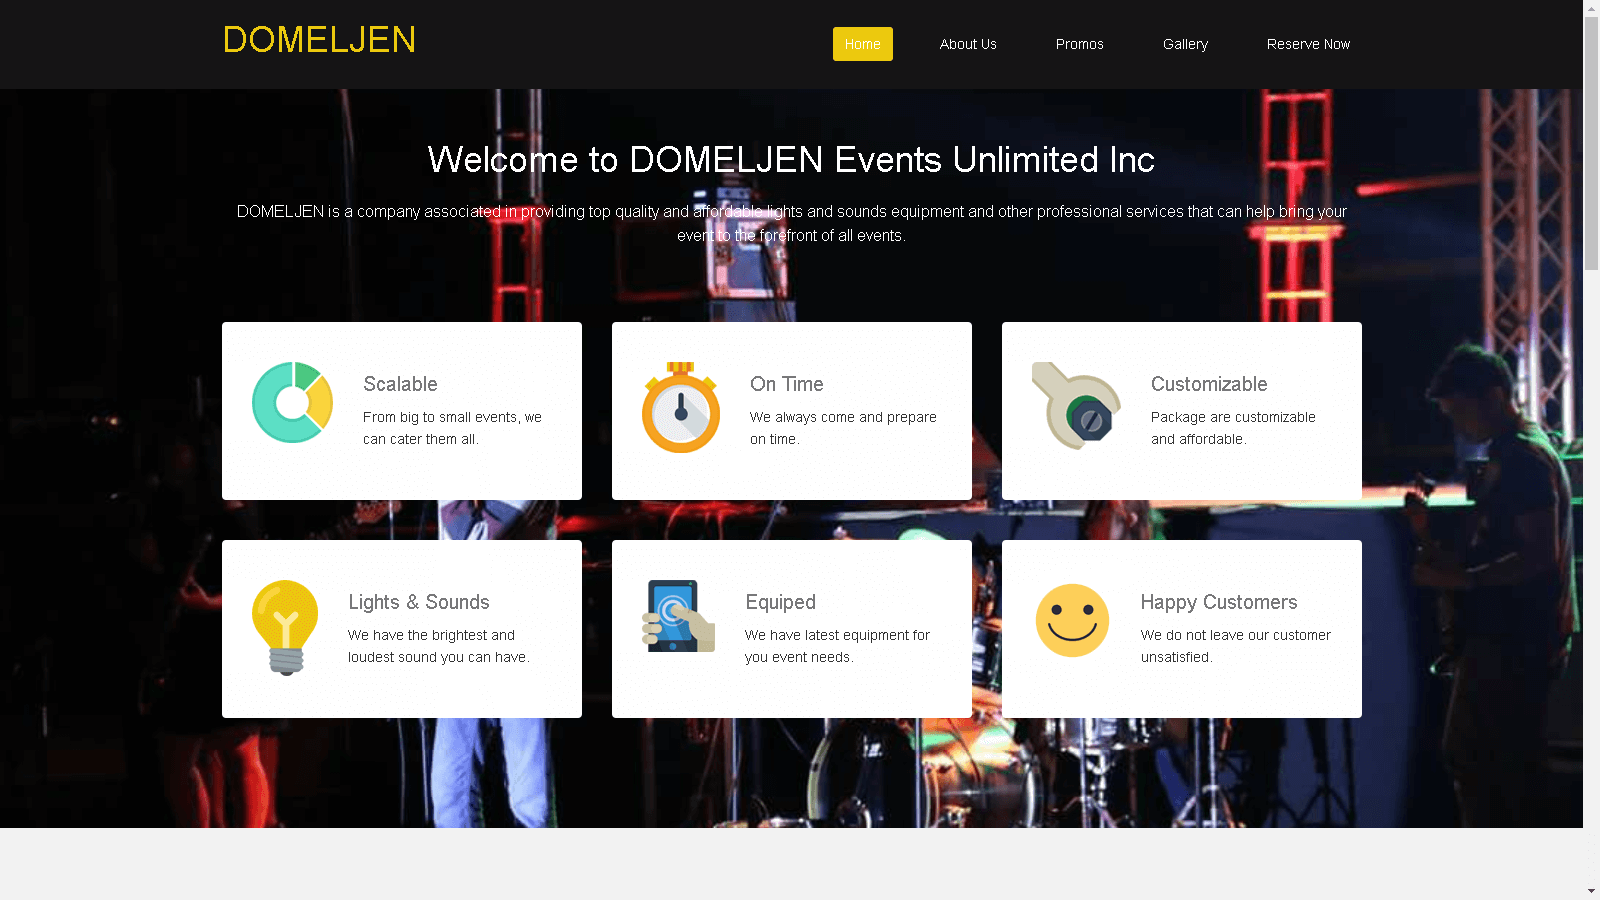 DOMELJEN
Home
About Us
Promos
Gallery
Reserve Now
Welcome to DOMELJEN Events Unlimited Inc
DOMELJEN is a company associated in providing top quality and affordable lights and sounds equipment and other professional services that can help bring your
event to the forefront of all events.
Scalable
From big to small events, we
can cater them all.
On Time
We always come and prepare
on time.
Customizable
Package are customizable
and affordable.
Lights & Sounds
We have the brightest and
loudest sound you can have.
Equiped
We have latest equipment for
you event needs.
Happy Customers
We do not leave our customer
unsatisfied.